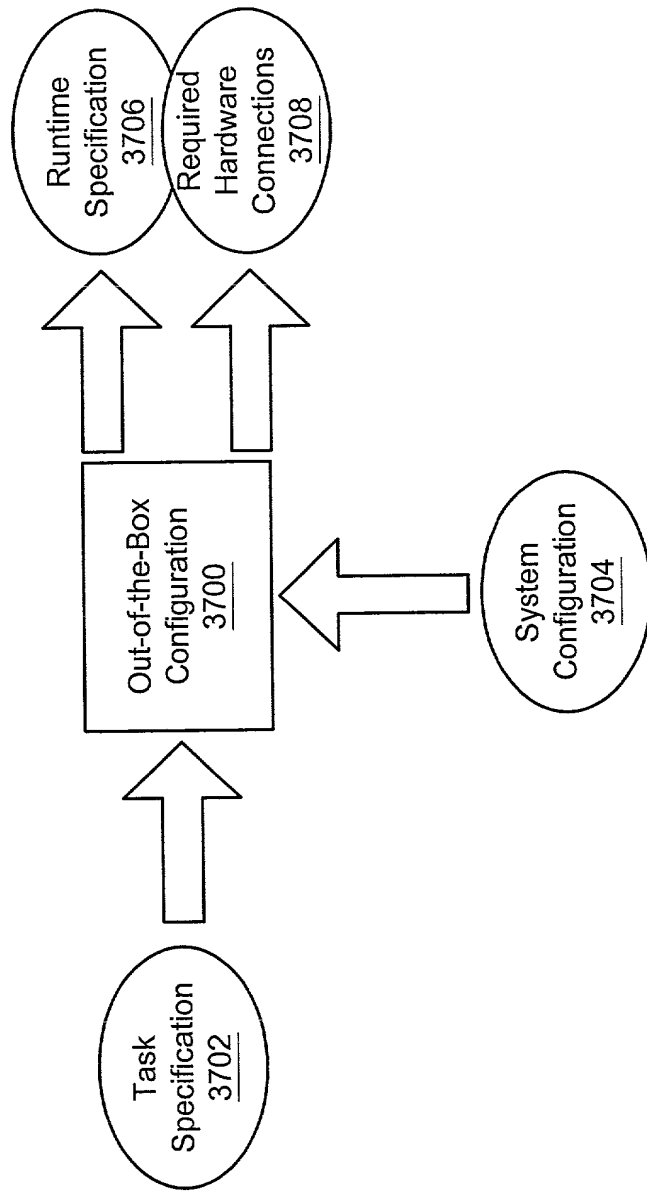 Task
Specification
3702
Out-of-the-Box
Configuration
3700
System
Configuration
3704
Runtime
Specification
3706
Required
Hardware
Connections
3708